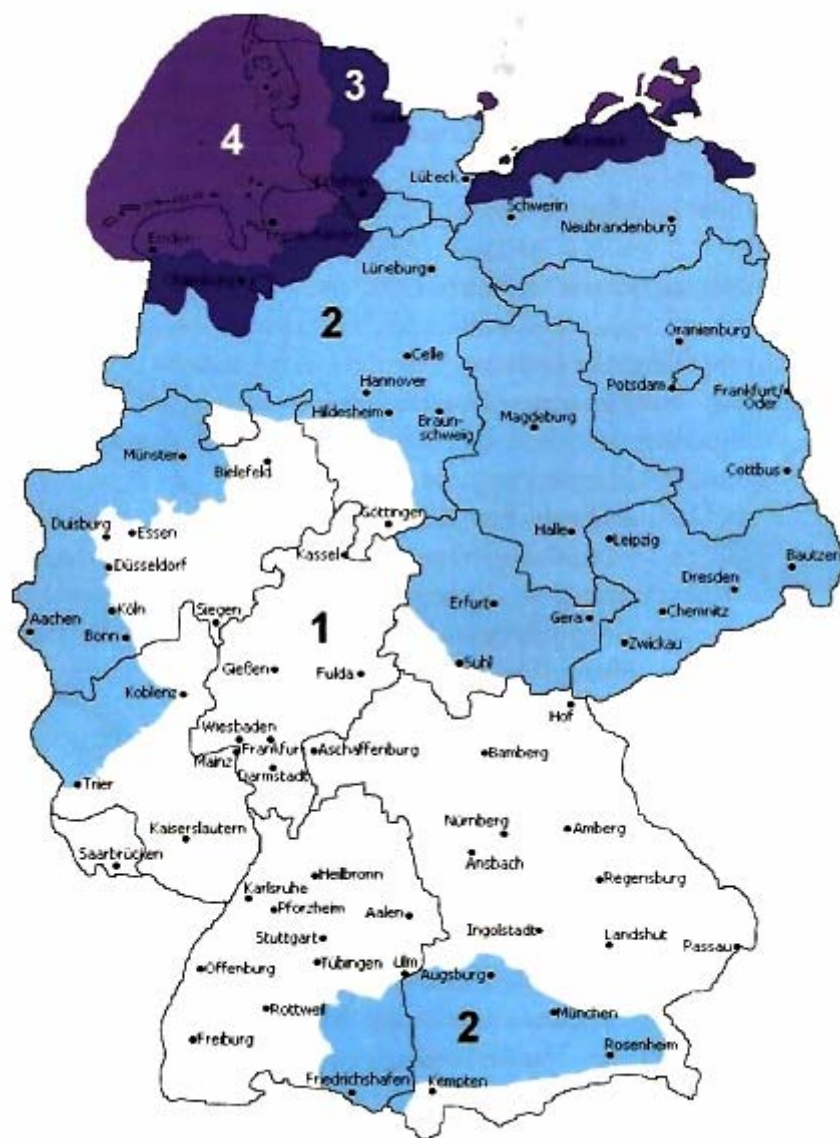 3
4
Lübeck
Schwerin
Neubrandenburg
Emden
Lüneburg
2
Oranienburg
Celle
Hannover
Potsdam
Frankfurt/
Oder
Hildesheim
Braun-
schweig
Magdeburg
Münster
Bielefeld
Cottbus
Göttingen
Duisburg
Essen
Halle
Leipzig
Kassel
Düsseldorf
Bautzen
Dresden
Erfurt
Köln
Siegen
Gera
Chemnitz
Aachen
Bonn
1
Zwickau
Gießen
Fulda
Suhl
Koblenz
Hof
Wiesbaden
Frankfurt
Aschaffenburg
Bamberg
Mainz
Darmstadt
Trier
Kaiserslautern
Nürnberg
Amberg
Saarbrücken
Ansbach
Heilbronn
Regensburg
Karlsruhe
Pforzheim
Aalen
Stuttgart
Ingolstadt
Landshut
Passau
Offenburg
Tübingen
Ulm
Augsburg
Rottweil
München
2
Freiburg
Rosenheim
Friedrichshafen
Kempten